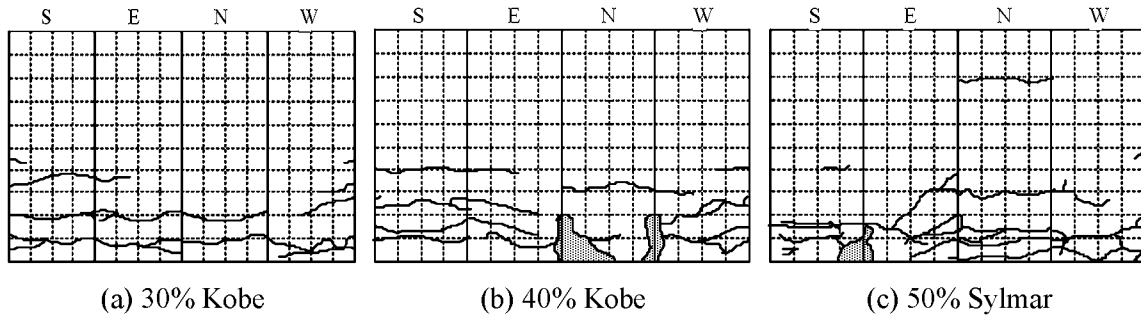 S E N W
S E N W
S E N W
(a) 30% Kobe
(b) 40% Kobe
(c) 50% Sylmar